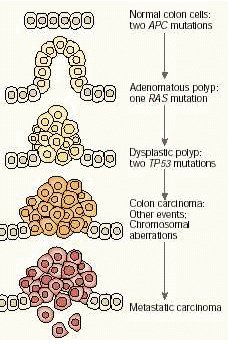 Normal colon cells:
two APC mutations
Adenomatous polyp:
one RAS mutation
Dysplastic polyp:
two TP53 mutations
Colon carcinoma:
Other events;
Chromosomal
aberrations
Metastatic carcinoma